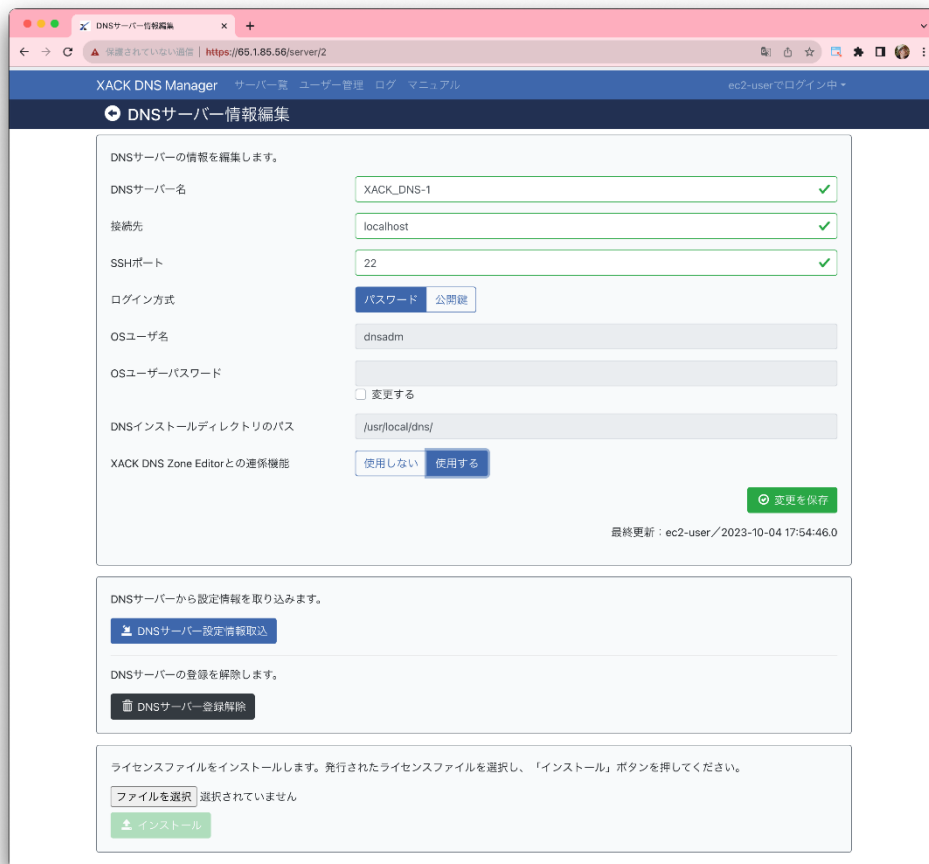 DNSサーバー情報編集
保護されていない通信 | https://65.1.85.56/server/2
XACK DNS Manager サーバ一覧 ユーザー管理 ログ マニュアル ec2-userでログイン中
DNSサーバー情報編集
DNSサーバーの情報を編集します。
DNSサーバー名 XACK_DNS-1
接続先 localhost
SSHポート 22
ログイン方式 パスワード 公開鍵
OSユーザ名 dnsadm
OSユーザーパスワード
変更する
DNSインストールディレクトリのパス /usr/local/dns/
XACK DNS Zone Editorとの連係機能 使用しない 使用する
変更を保存
最終更新：ec2-user／2023-10-04 17:54:46.0
DNSサーバーから設定情報を取り込みます。
DNSサーバー設定情報取込
DNSサーバーの登録を解除します。
DNSサーバー登録解除
ライセンスファイルをインストールします。発行されたライセンスファイルを選択し、「インストール」ボタンを押してください。
ファイルを選択 選択されていません
インストール